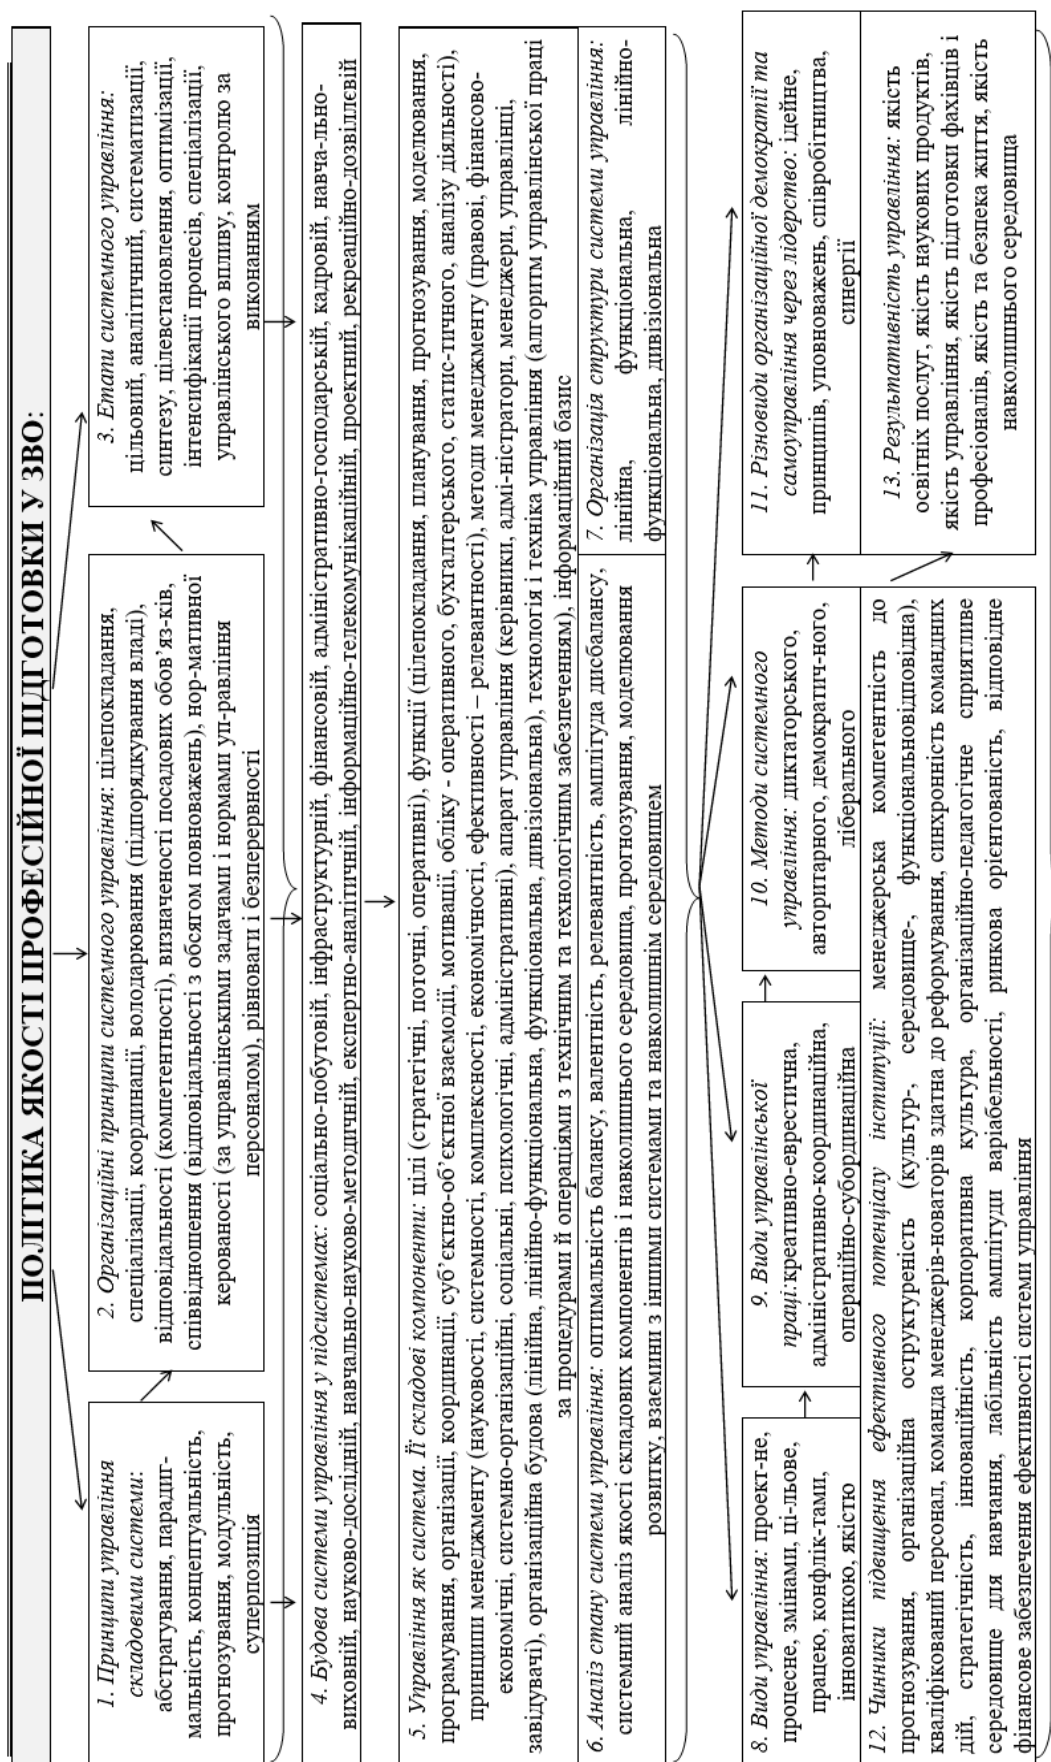 ПОЛІТИКА ЯКОСТІ ПРОФЕСІЙНОЇ ПІДГОТОВКИ У ЗВО:
1. Принципи управління
складовими системи:
абстрагування, парадиг-
мальність, концептуальність,
прогнозування, модульність,
суперпозиція
2. Організаційні принципи системного управління: цілепокладання,
спеціалізації, координації, володарювання (підпорядкування владі),
відповідальності (компетентності), визначеності посадових обов’яз-ків,
співвідношення (відповідальності з обсягом повноважень), нор-мативної
керованості (за управлінськими задачами і нормами уп-равління
персоналом), рівноваги і безперервності
3. Етапи системного управління:
цільовий, аналітичний, систематизації,
синтезу, цілевстановлення, оптимізації,
інтенсифікації процесів, спеціалізації,
управлінського впливу, контролю за
виконанням
4. Будова системи управління у підсистемах: соціально-побутовій, інфраструктурній, фінансовій, адміністративно-господарській, кадровій, навча-льно-
виховній, науково-дослідній, навчально-науково-методичній, експертно-аналітичній, інформаційно-телекомунікаційній, проектній, рекреаційно-дозвіллєвій
5. Управління як система. Її складові компоненти: цілі (стратегічні, поточні, оперативні), функції (цілепокладання, планування, прогнозування, моделювання,
програмування, організації, координації, суб’єктно-об’єктної взаємодії, мотивації, обліку - оперативного, бухгалтерського, статис-тичного, аналізу діяльності),
принципи менеджменту (науковості, системності, комплексності, економічності, ефективності – релевантності), методи менеджменту (правові, фінансово-
економічні, системно-організаційні, соціальні, психологічні, адміністративні), апарат управління (керівники, адмі-ністратори, менеджери, управлінці,
завідувачі), організаційна будова (лінійна, лінійно-функціональна, функціональна, дивізіональна), технологія і техніка управління (алгоритм управлінської праці
за процедурами й операціями з технічним та технологічним забезпеченням), інформаційний базис
6. Аналіз стану системи управління: оптимальність балансу, валентність, релевантність, амплітуда дисбалансу,
системний аналіз якості складових компонентів і навколишнього середовища, прогнозування, моделювання
розвитку, взаємини з іншими системами та навколишнім середовищем
7. Організація структури системи управління:
лінійна, функціональна, лінійно-
функціональна, дивізіональна
8. Види управління: проект-не,
процесне, змінами, ці-льове,
працею, конфлік-тами,
інноватикою, якістю
9. Види управлінської
праці:креативно-евреcтична,
адміністративно-координаційна,
операційно-субординаційна
10. Методи системного
управління: диктаторського,
авторитарного, демократич-ного,
ліберального
11. Різновиди організаційної демократії та
самоуправління через лідерство: ідейне,
принципів, уповноважень, співробітництва,
синергії
12. Чинники підвищення ефективного потенціалу інституції: менеджерська компетентність до
прогнозування, організаційна оструктуреність (культур-, середовище-, функціональновідповідна),
кваліфікований персонал, команда менеджерів-новаторів здатна до реформування, синхронність командних
дій, стратегічність, інноваційність, корпоративна культура, організаційно-педагогічне сприятливе
середовище для навчання, лабільність амплітуди варіабельності, ринкова орієнтованість, відповідне
фінансове забезпечення ефективності системи управління
13. Результативність управління: якість
освітніх послуг, якість наукових продуктів,
якість управління, якість підготовки фахівців і
професіоналів, якість та безпека життя, якість
навколишнього середовища